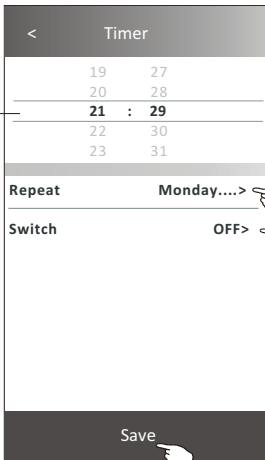 < Timer
19 27
20 28
21 : 29
22 30
23 31
Repeat Monday....>
Switch OFF>
Save